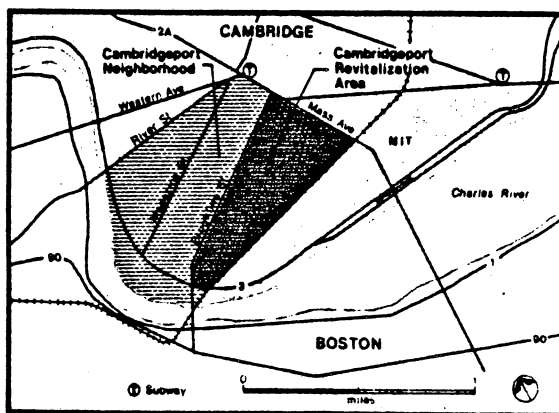 2A
CAMBRIDGE
Cambridgeport
Neighborhood
Cambridgeport
Revitalization
Area
T
T
Western Ave
River St
Mass Ave
MIT
Charles River
90
3
1
90
BOSTON
T Subway
0
1
miles